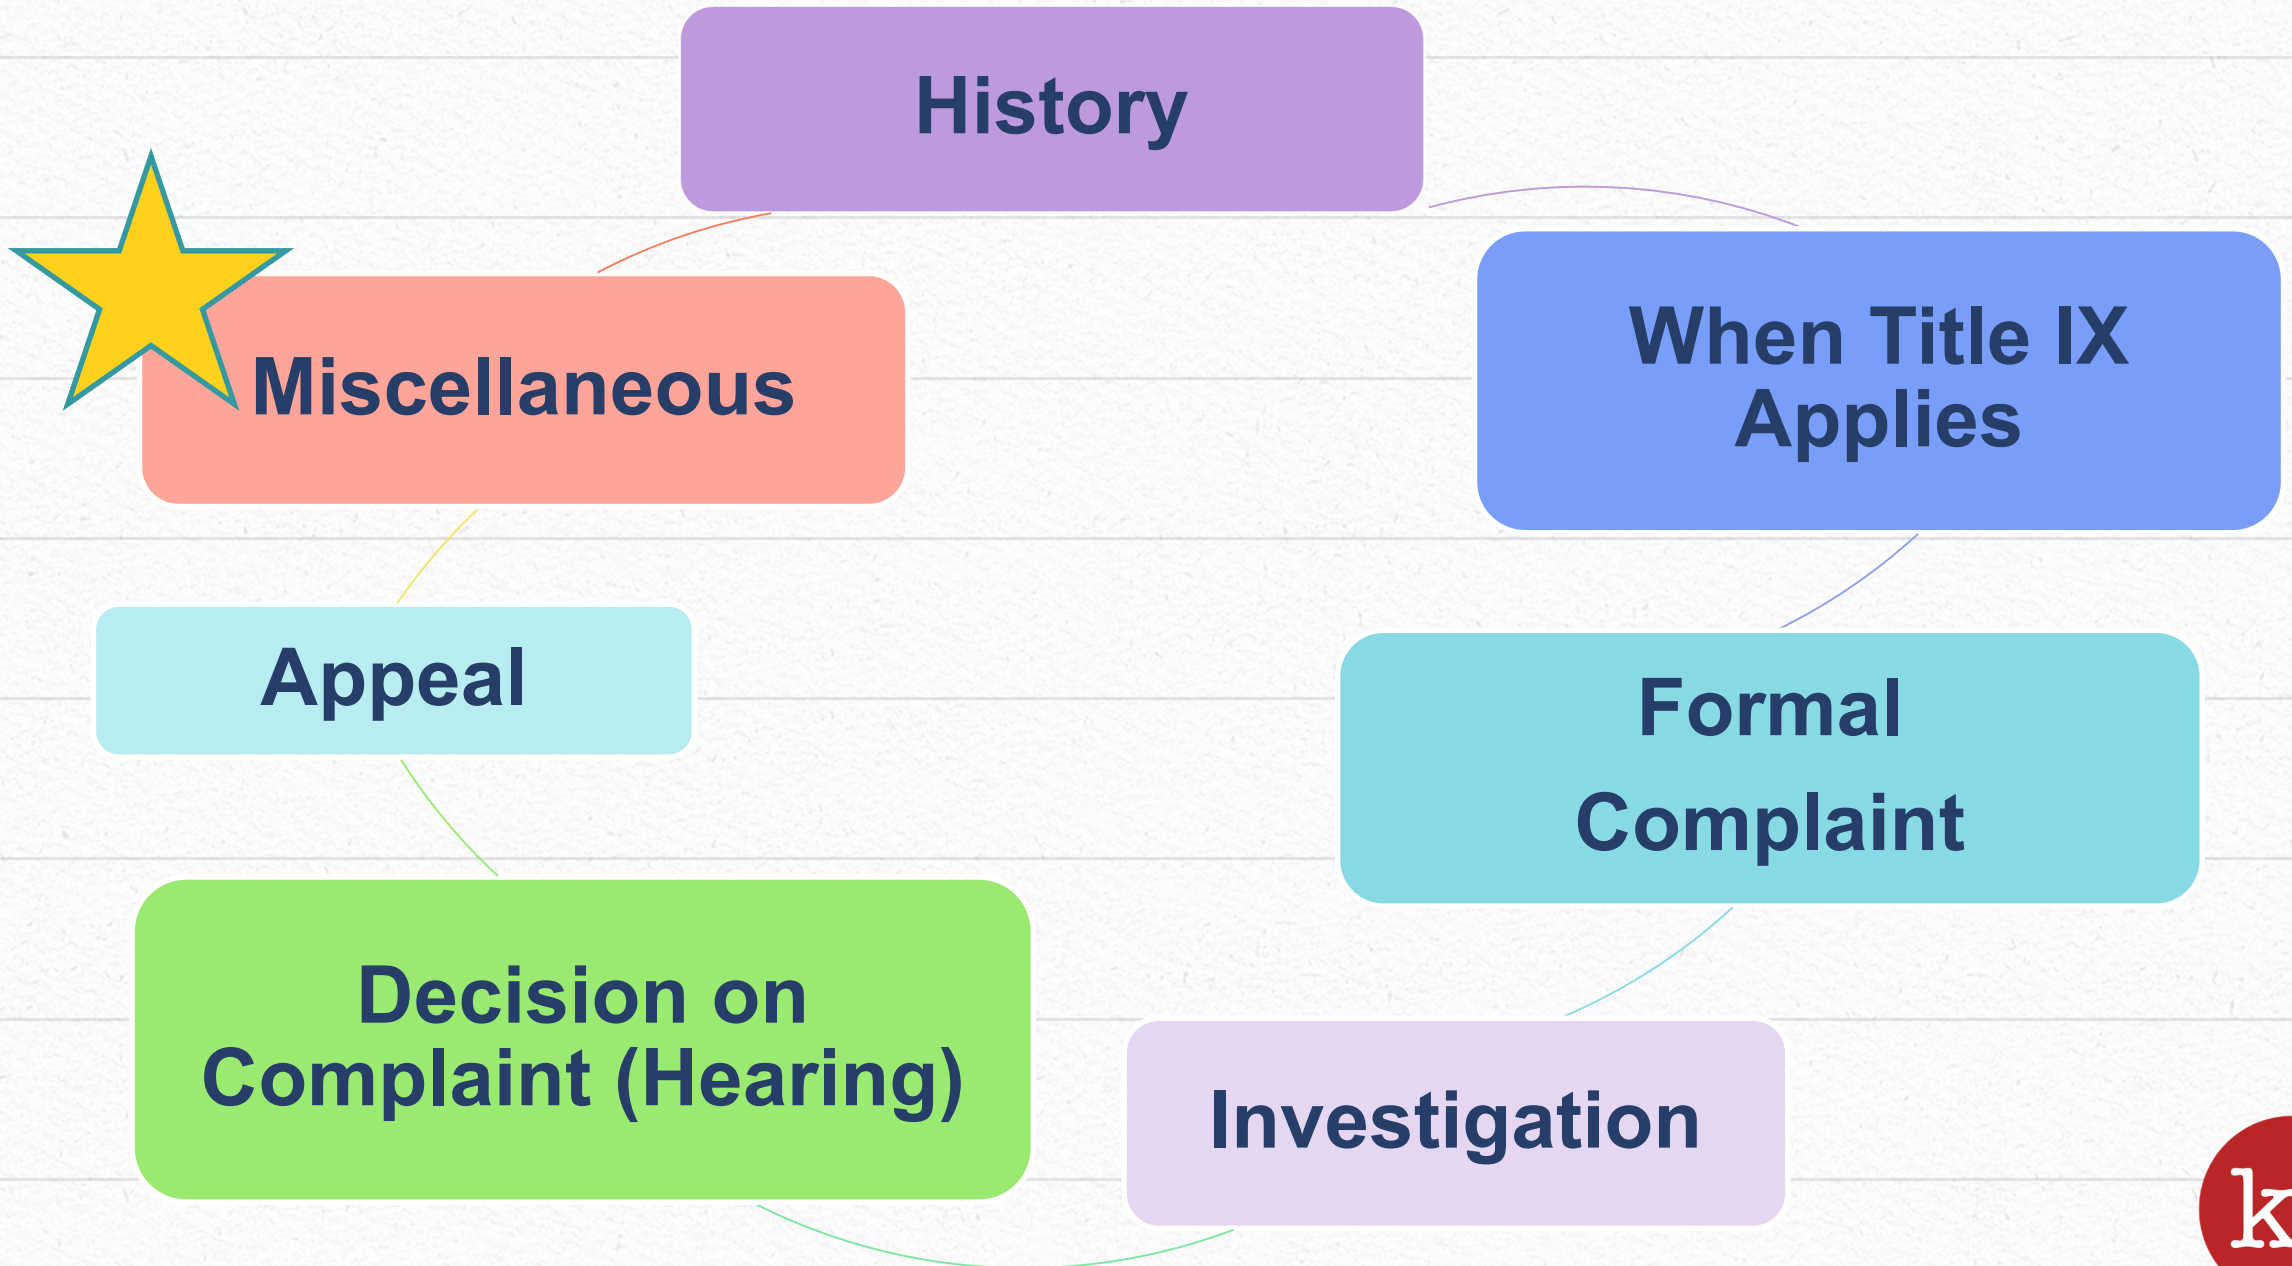 History
When Title IX
Applies
Formal
Complaint
Investigation
Decision on
Complaint (Hearing)
Appeal
Miscellaneous
k